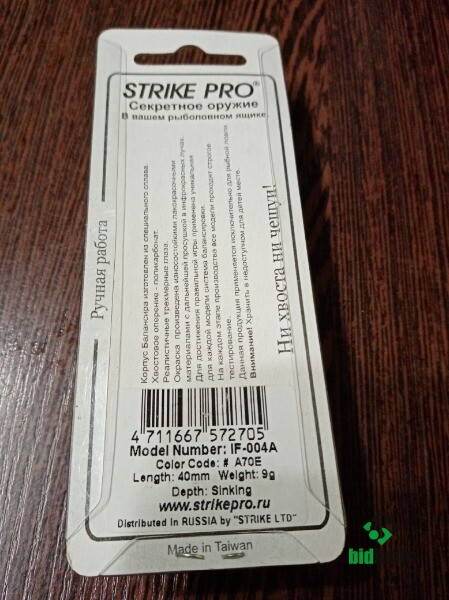 STRIKE PRO®
Секретное оружие
В вашем рыболовном ящике.
Ручная работа
Корпус Балансира изготовлен из специального сплава.
Хвостовое оперение - поликарбонат.
Реалистичные трехмерные глаза.
Окраска произведена износостойкими лакокрасочными
материалами с дальнейшей просушкой в инфракрасных лучах.
Для достижения правильной игры применена уникальная
для каждой модели система балансировки.
На каждом этапе производства все модели проходят строгое
тестирование.
Данная продукция применяется исключительно для рыбной ловли.
Внимание! Хранить в недоступном для детей месте.
Ни хвоста ни чешуи!
4 711667 572705
Model Number: IF-004A
Color Code: # A70E
Length: 40mm Weight: 9g
Depth: Sinking
www.strikepro.ru
Distributed in RUSSIA by "STRIKE LTD"
Made in Taiwan
bid